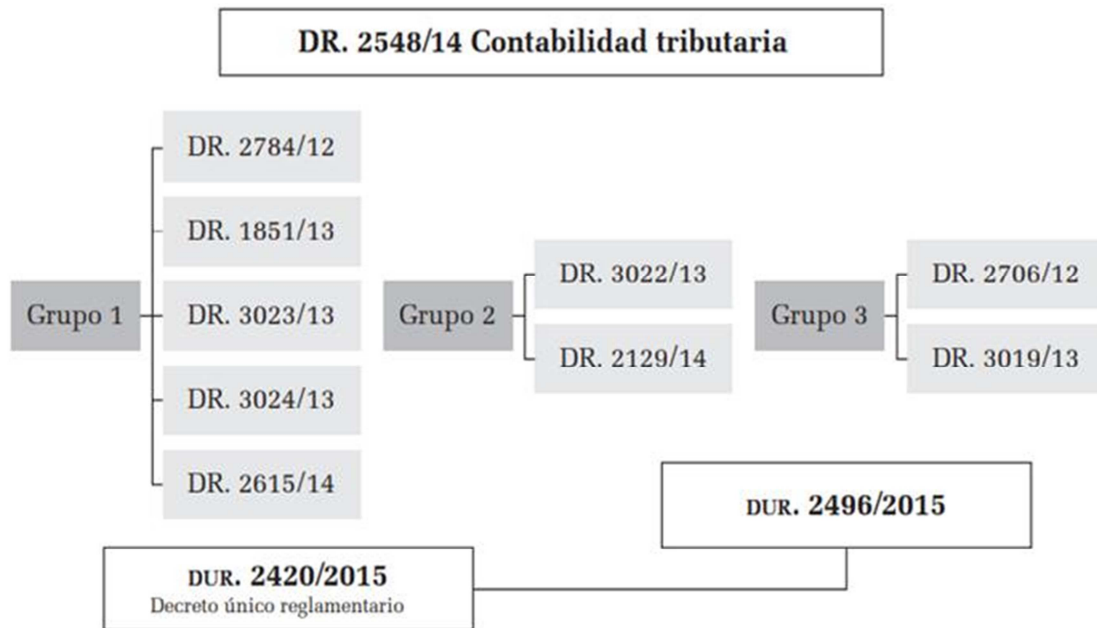 DR. 2548/14 Contabilidad tributaria
Grupo 1
DR. 2784/12
DR. 1851/13
DR. 3023/13
DR. 3024/13
DR. 2615/14
Grupo 2
DR. 3022/13
DR. 2129/14
Grupo 3
DR. 2706/12
DR. 3019/13
DUR. 2496/2015
DUR. 2420/2015
Decreto único reglamentario